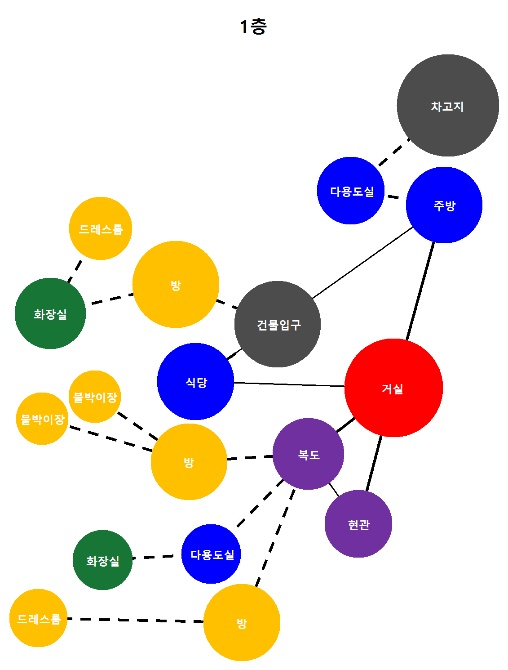 1층
차고지
다용도실
주방
드레스룸
방
화장실
건물입구
식당
거실
붙박이장
붙박이장
방
복도
현관
다용도실
화장실
드레스룸
방